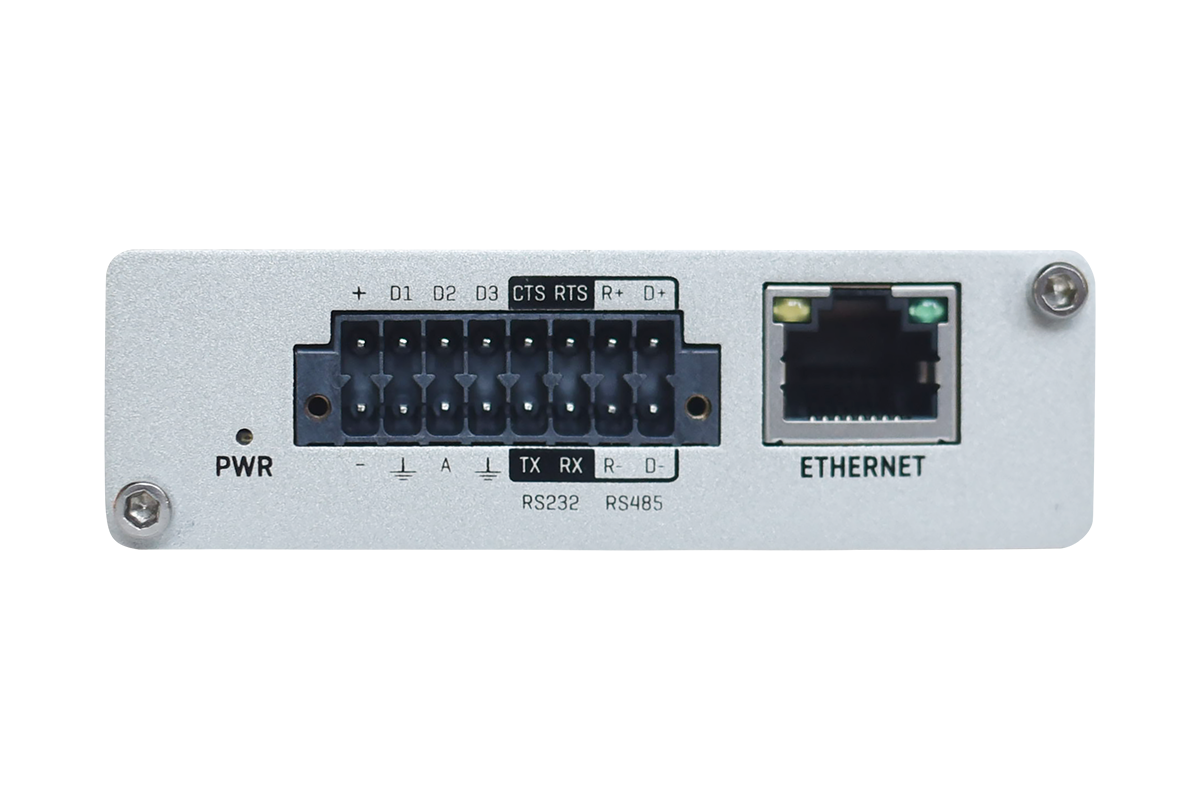 + D1 D2 D3 CTS RTS R+ D+
PWR
- ⏚ A ⏚ TX RX R- D-
RS232 RS485
ETHERNET